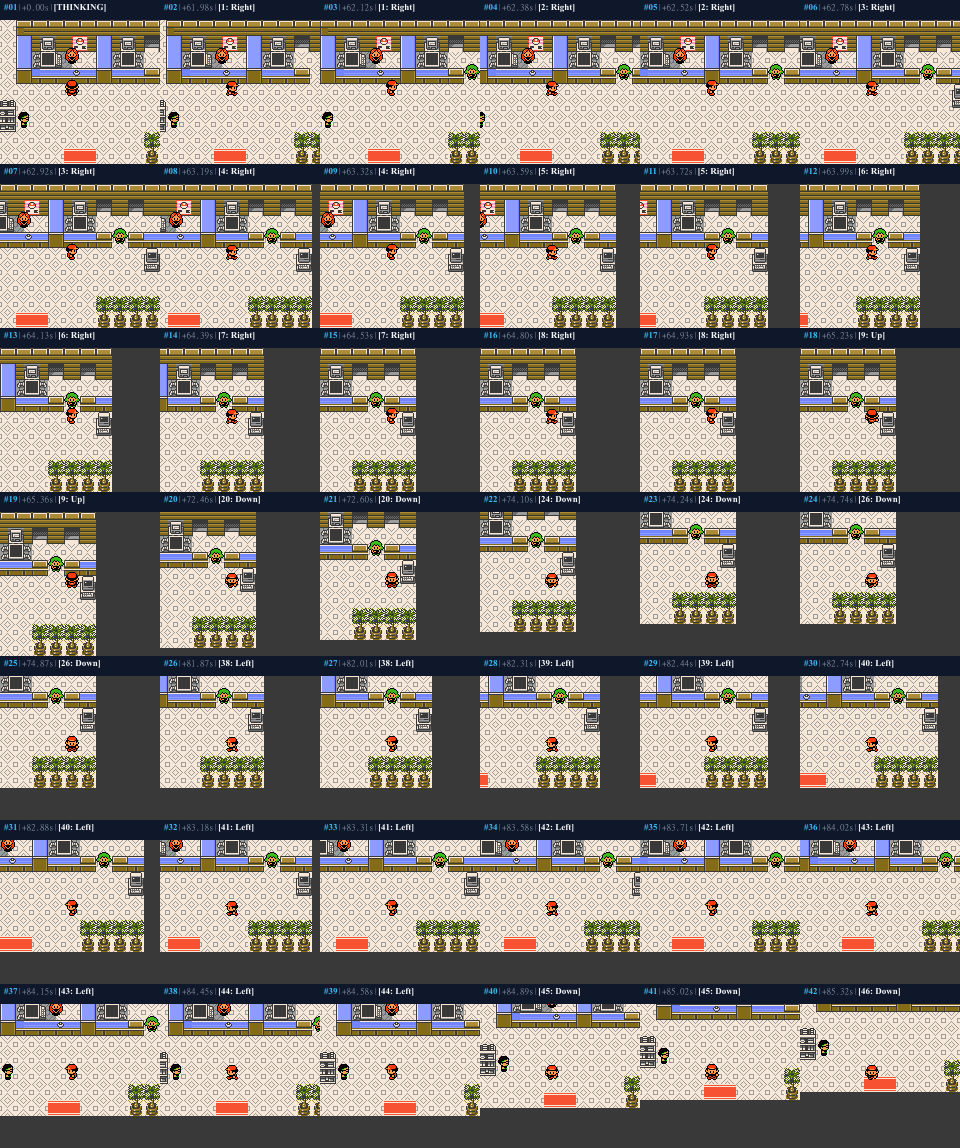 #01|+0.00s|[THINKING] #02|+61.98s|[1: Right] #03|+62.12s|[1: Right] #04|+62.38s|[2: Right] #05|+62.52s|[2: Right] #06|+62.78s|[3: Right]
#07|+62.92s|[3: Right] #08|+63.19s|[4: Right] #09|+63.32s|[4: Right] #10|+63.59s|[5: Right] #11|+63.72s|[5: Right] #12|+63.99s|[6: Right]
#13|+64.13s|[6: Right] #14|+64.39s|[7: Right] #15|+64.53s|[7: Right] #16|+64.80s|[8: Right] #17|+64.93s|[8: Right] #18|+65.23s|[9: Up]
#19|+65.36s|[9: Up] #20|+72.46s|[20: Down] #21|+72.60s|[20: Down] #22|+74.10s|[24: Down] #23|+74.24s|[24: Down] #24|+74.74s|[26: Down]
#25|+74.87s|[26: Down] #26|+81.87s|[38: Left] #27|+82.01s|[38: Left] #28|+82.31s|[39: Left] #29|+82.44s|[39: Left] #30|+82.74s|[40: Left]
#31|+82.88s|[40: Left] #32|+83.18s|[41: Left] #33|+83.31s|[41: Left] #34|+83.58s|[42: Left] #35|+83.71s|[42: Left] #36|+84.02s|[43: Left]
#37|+84.15s|[43: Left] #38|+84.45s|[44: Left] #39|+84.58s|[44: Left] #40|+84.89s|[45: Down] #41|+85.02s|[45: Down] #42|+85.32s|[46: Down]